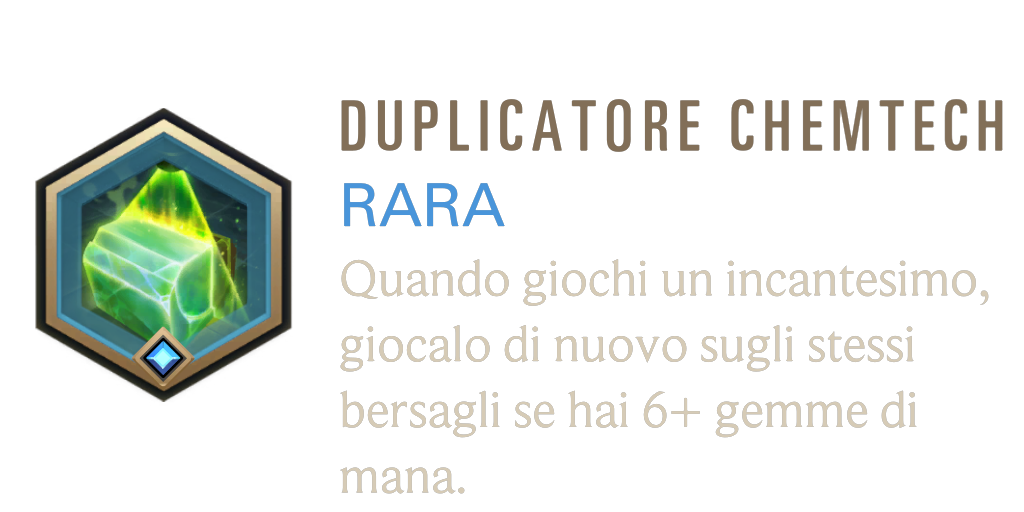 DUPLICATORE CHEMTECH
RARA
Quando giochi un incantesimo,
giocalo di nuovo sugli stessi
bersagli se hai 6+ gemme di
mana.